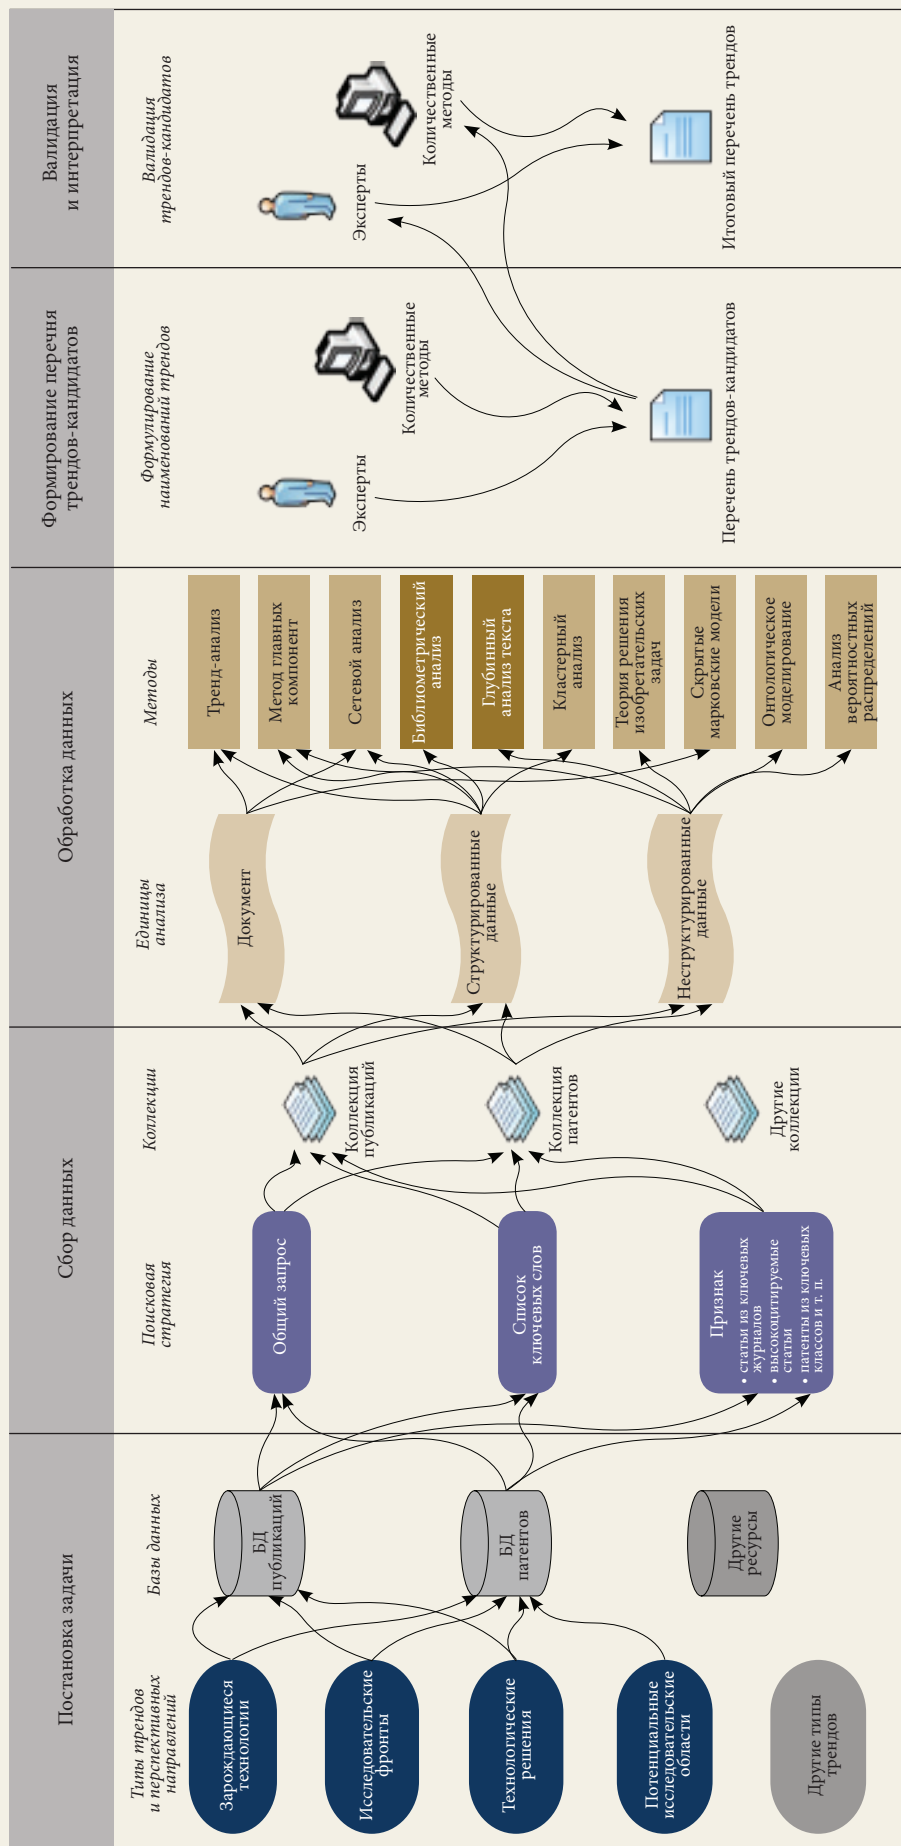 Постановка задачи
Типы трендов
и перспективных
направлений
Базы данных
Зарождающиеся
технологии
Исследовательские
фронты
Технологические
решения
Потенциальные
исследовательские
области
Другие типы
трендов
БД
публикаций
БД
патентов
Другие
ресурсы
Сбор данных
Поисковая
стратегия
Коллекции
Общий запрос
Список
ключевых слов
Признак
• статьи из ключевых
журналов
• высокоцитируемые
статьи
• патенты из ключевых
классов и т. п.
Коллекция
публикаций
Коллекция
патентов
Другие
коллекции
Обработка данных
Единицы
анализа
Методы
Документ
Структурированные
данные
Неструктурированные
данные
Тренд-анализ
Метод главных
компонент
Сетевой анализ
Библиометрический
анализ
Глубинный
анализ текста
Кластерный
анализ
Теория решения
изобретательских
задач
Скрытые
марковские модели
Онтологическое
моделирование
Анализ
вероятностных
распределений
Формирование перечня
трендов-кандидатов
Формулирование
наименований трендов
Эксперты
Количественные
методы
Перечень трендов-кандидатов
Валидация
и интерпретация
Валидация
трендов-кандидатов
Эксперты
Количественные
методы
Итоговый перечень трендов